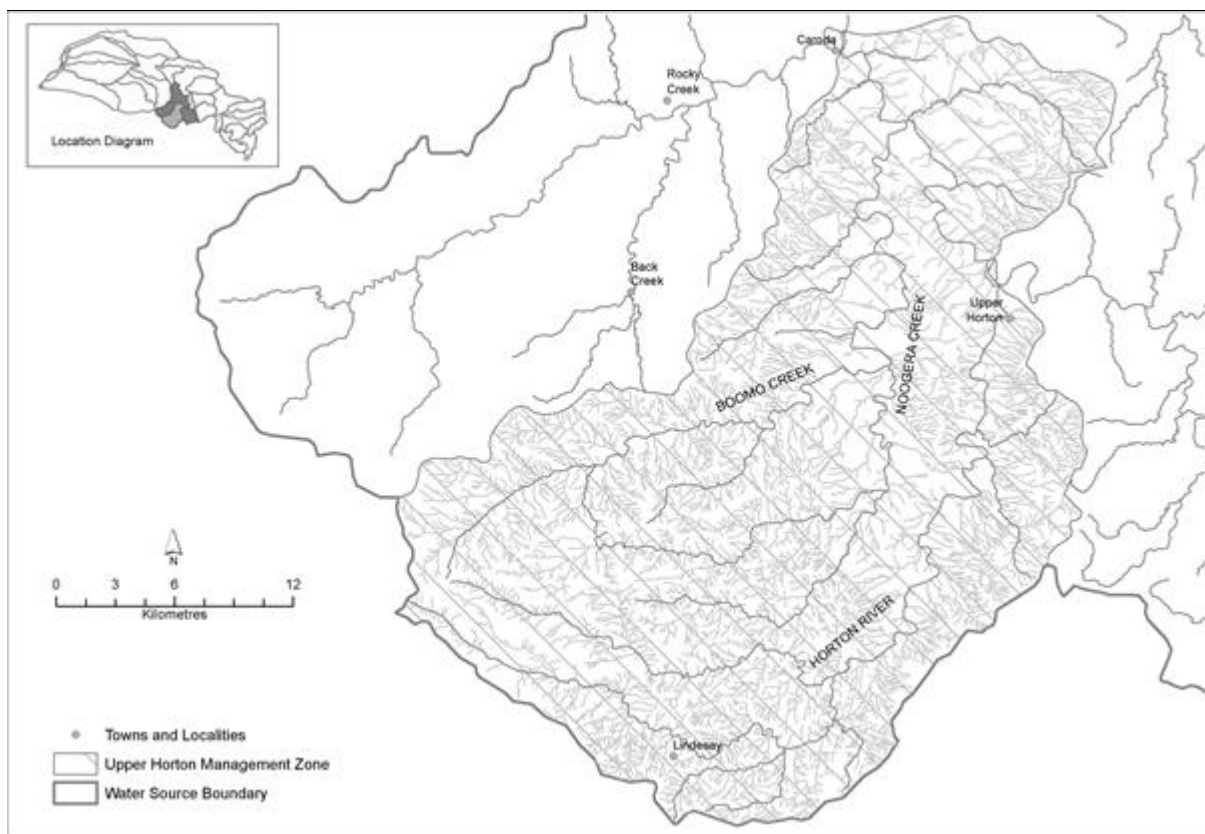 Location Diagram
Caroda
Rocky
Creek
Back
Creek
Upper
Horton
NOOGERA CREEK
BOOMO CREEK
HORTON RIVER
Lindesay
N
0 3 6 12
Kilometres
Towns and Localities
Upper Horton Management Zone
Water Source Boundary